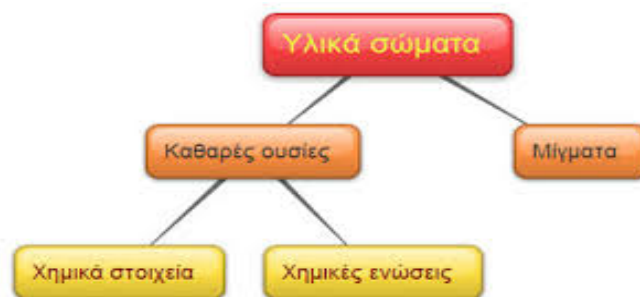 Υλικά σώματα
Καθαρές ουσίες
Μίγματα
Χημικά στοιχεία
Χημικές ενώσεις